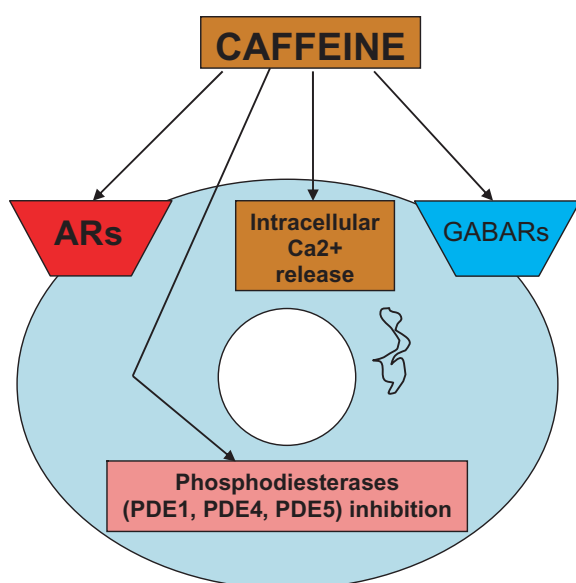 CAFFEINE
ARs
Intracellular
Ca2+
release
GABARs
Phosphodiesterases
(PDE1, PDE4, PDE5) inhibition